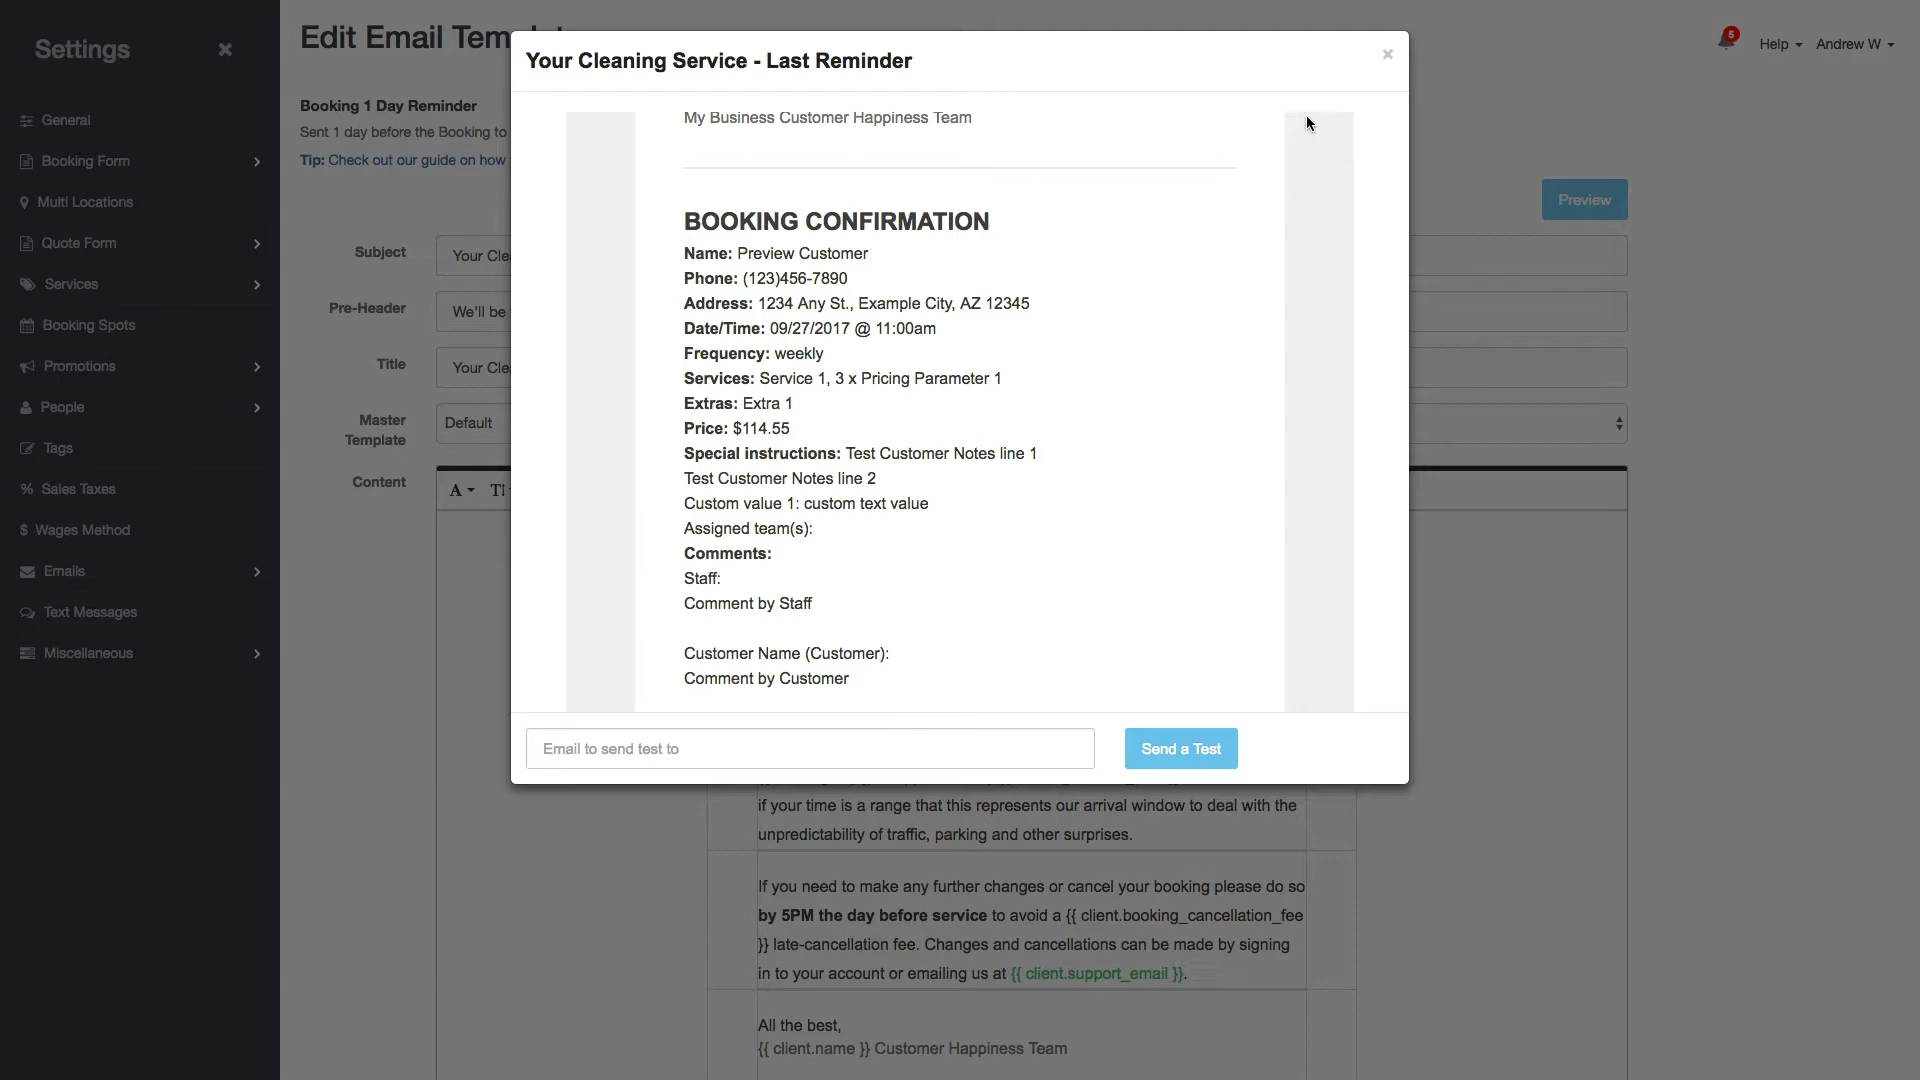 Settings
General
Booking Form
Multi Locations
Quote Form
Services
Booking Spots
Promotions
People
Tags
Sales Taxes
Wages Method
Emails
Text Messages
Miscellaneous
Edit Email Temp
5
Help
Andrew W
Booking 1 Day Reminder
Sent 1 day before the Booking to
Tip: Check out our guide on how
Preview
Subject
Your Cle
Pre-Header
We'll be
Title
Your Cle
Master
Template
Default
Content
A
Your Cleaning Service - Last Reminder
×
My Business Customer Happiness Team
BOOKING CONFIRMATION
Name: Preview Customer
Phone: (123)456-7890
Address: 1234 Any St., Example City, AZ 12345
Date/Time: 09/27/2017 @ 11:00am
Frequency: weekly
Services: Service 1, 3 x Pricing Parameter 1
Extras: Extra 1
Price: $114.55
Special instructions: Test Customer Notes line 1
Test Customer Notes line 2
Custom value 1: custom text value
Assigned team(s):
Comments:
Staff:
Comment by Staff
Customer Name (Customer):
Comment by Customer
Email to send test to
Send a Test
if your time is a range that this represents our arrival window to deal with the
unpredictability of traffic, parking and other surprises.
If you need to make any further changes or cancel your booking please do so
by 5PM the day before service to avoid a {{ client.booking_cancellation_fee
}} late-cancellation fee. Changes and cancellations can be made by signing
in to your account or emailing us at {{ client.support_email }}.
All the best,
{{ client.name }} Customer Happiness Team